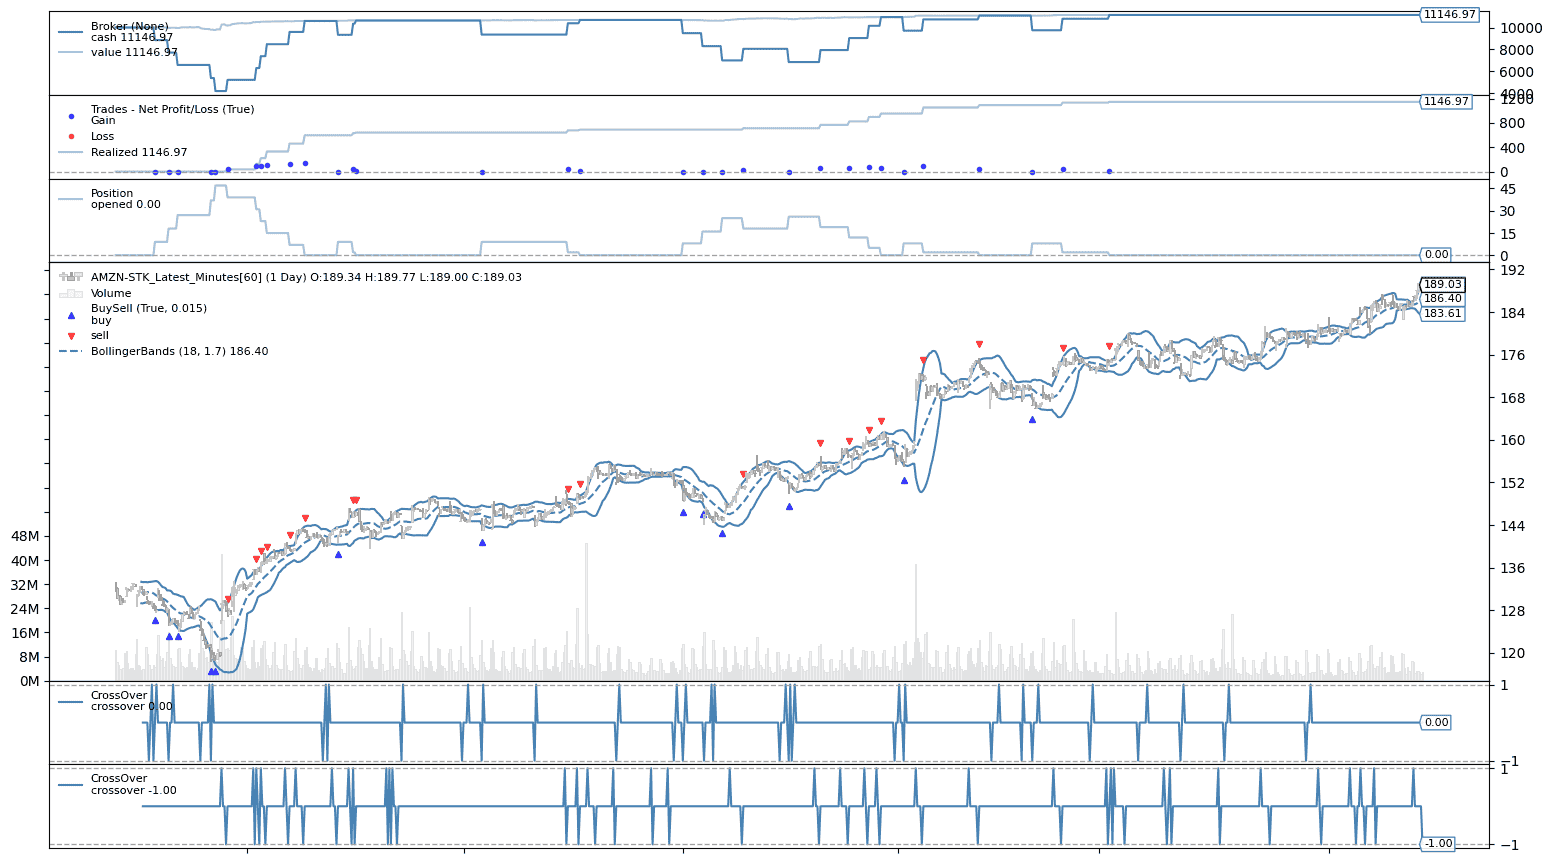 Broker (None)
cash 11146.97
value 11146.97
11146.97
10000
8000
6000
4000
Trades - Net Profit/Loss (True)
Gain
Loss
Realized 1146.97
1146.97
1200
800
400
0
Position
opened 0.00
45
30
15
0
0.00
AMZN-STK_Latest_Minutes[60] (1 Day) O:189.34 H:189.77 L:189.00 C:189.03
Volume
BuySell (True, 0.015)
buy
sell
BollingerBands (18, 1.7) 186.40
189.03
186.40
183.61
192
184
176
168
160
152
144
136
128
120
48M
40M
32M
24M
16M
8M
0M
CrossOver
crossover 0.00
1
0.00
−1
CrossOver
crossover -1.00
1
-1.00
−1